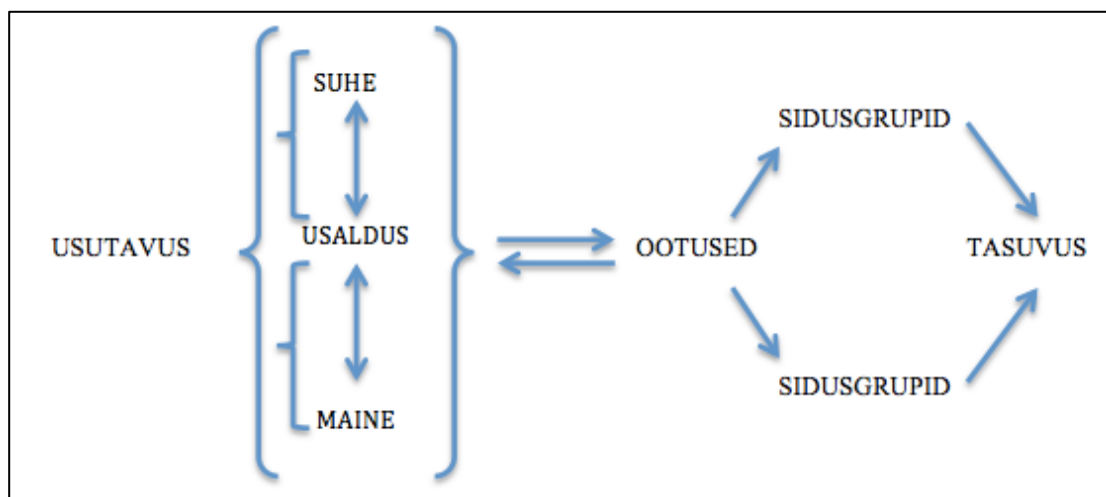 SUHE
SIDUSGRUPID
USALDUS
USUTAVUS
OOTUSED
TASUVUS
SIDUSGRUPID
MAINE